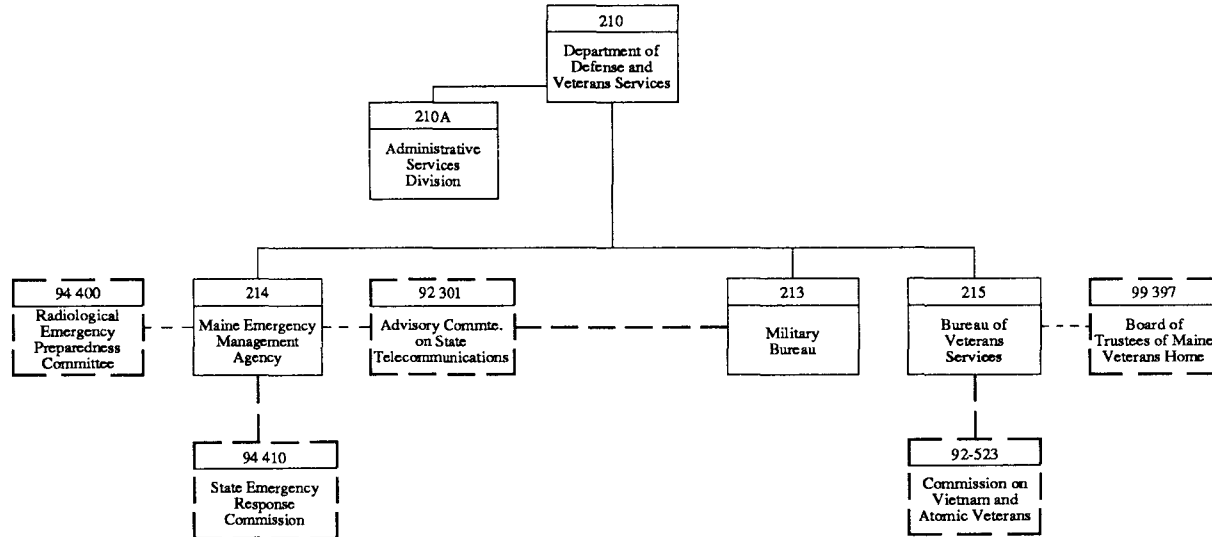 210
Department of
Defense and
Veterans Services
210A
Administrative
Services
Division
94 400
Radiological
Emergency
Preparedness
Committee
214
Maine Emergency
Management
Agency
92 301
Advisory Commte.
on State
Telecommunications
213
Military
Bureau
215
Bureau of
Veterans
Services
99 397
Board of
Trustees of Maine
Veterans Home
94 410
State Emergency
Response
Commission
92-523
Commission on
Vietnam and
Atomic Veterans